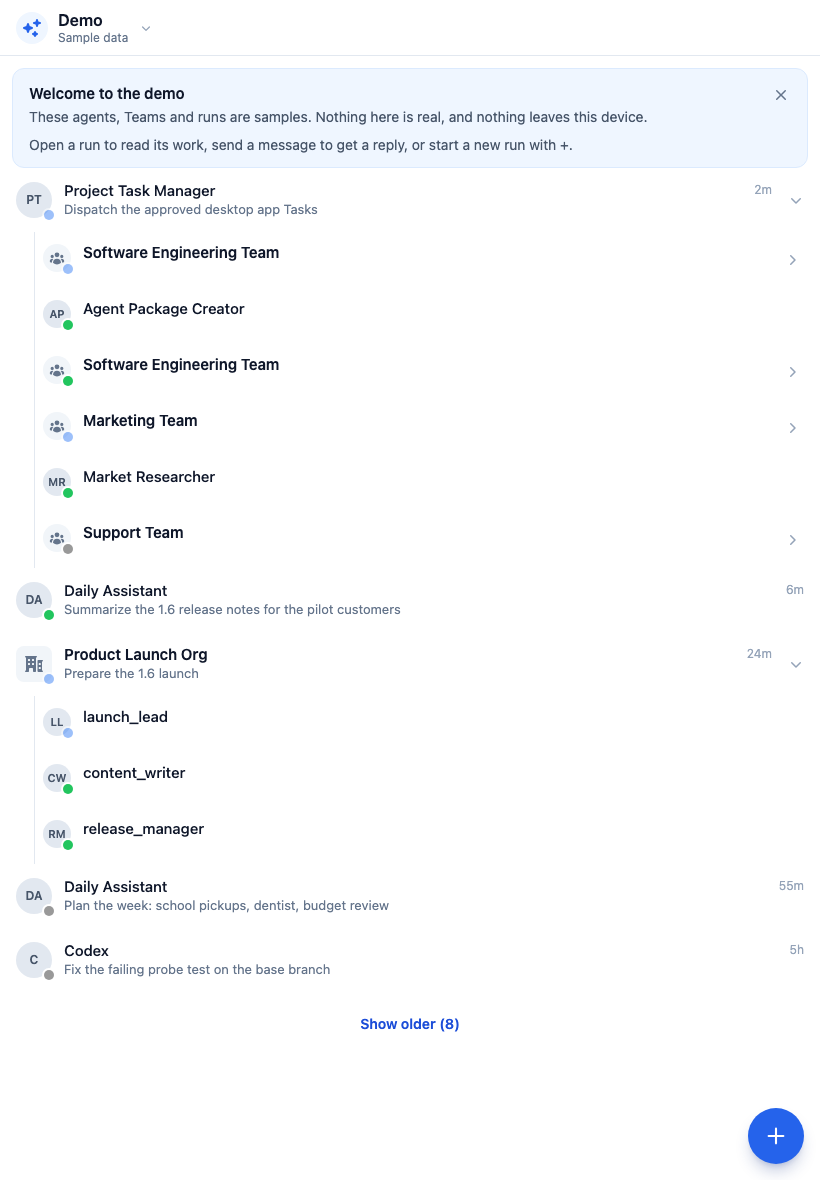 Demo
Sample data
Welcome to the demo
These agents, Teams and runs are samples. Nothing here is real, and nothing leaves this device.
Open a run to read its work, send a message to get a reply, or start a new run with +.
PT
Project Task Manager
2m
Dispatch the approved desktop app Tasks
Software Engineering Team
AP
Agent Package Creator
Software Engineering Team
Marketing Team
MR
Market Researcher
Support Team
DA
Daily Assistant
6m
Summarize the 1.6 release notes for the pilot customers
Product Launch Org
24m
Prepare the 1.6 launch
LL
launch_lead
CW
content_writer
RM
release_manager
DA
Daily Assistant
55m
Plan the week: school pickups, dentist, budget review
C
Codex
5h
Fix the failing probe test on the base branch
Show older (8)